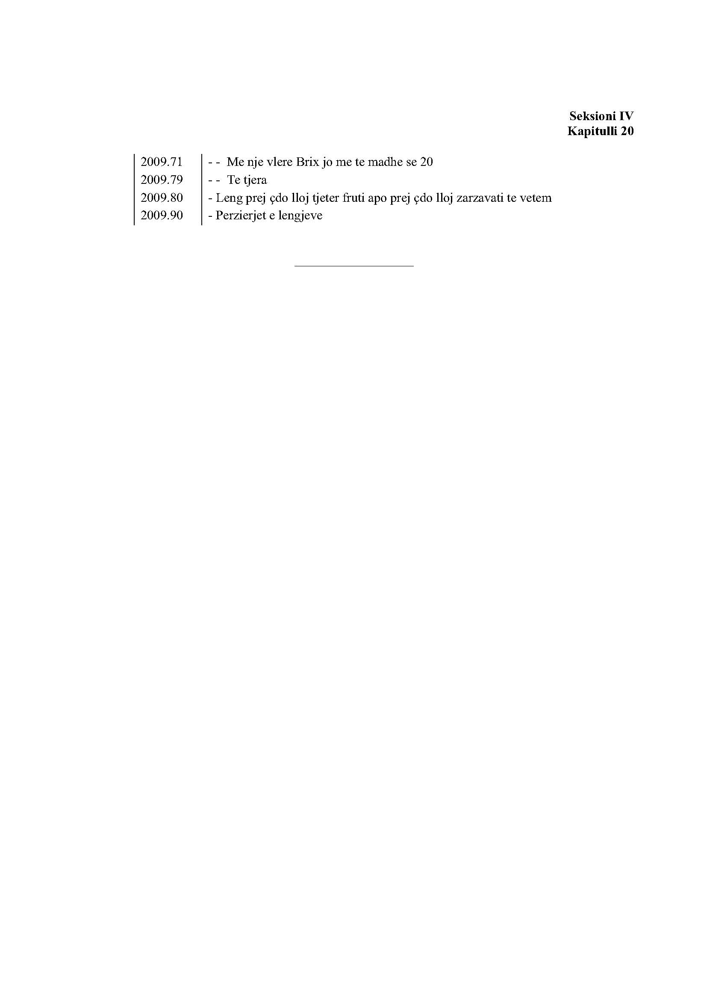 Seksioni IV
Kapitulli 20
2009.71 - -  Me nje vlere Brix jo me te madhe se 20
2009.79 - -  Te tjera
2009.80 - Leng prej çdo lloj tjeter fruti apo prej çdo lloj zarzavati te vetem
2009.90 - Perzierjet e lengjeve